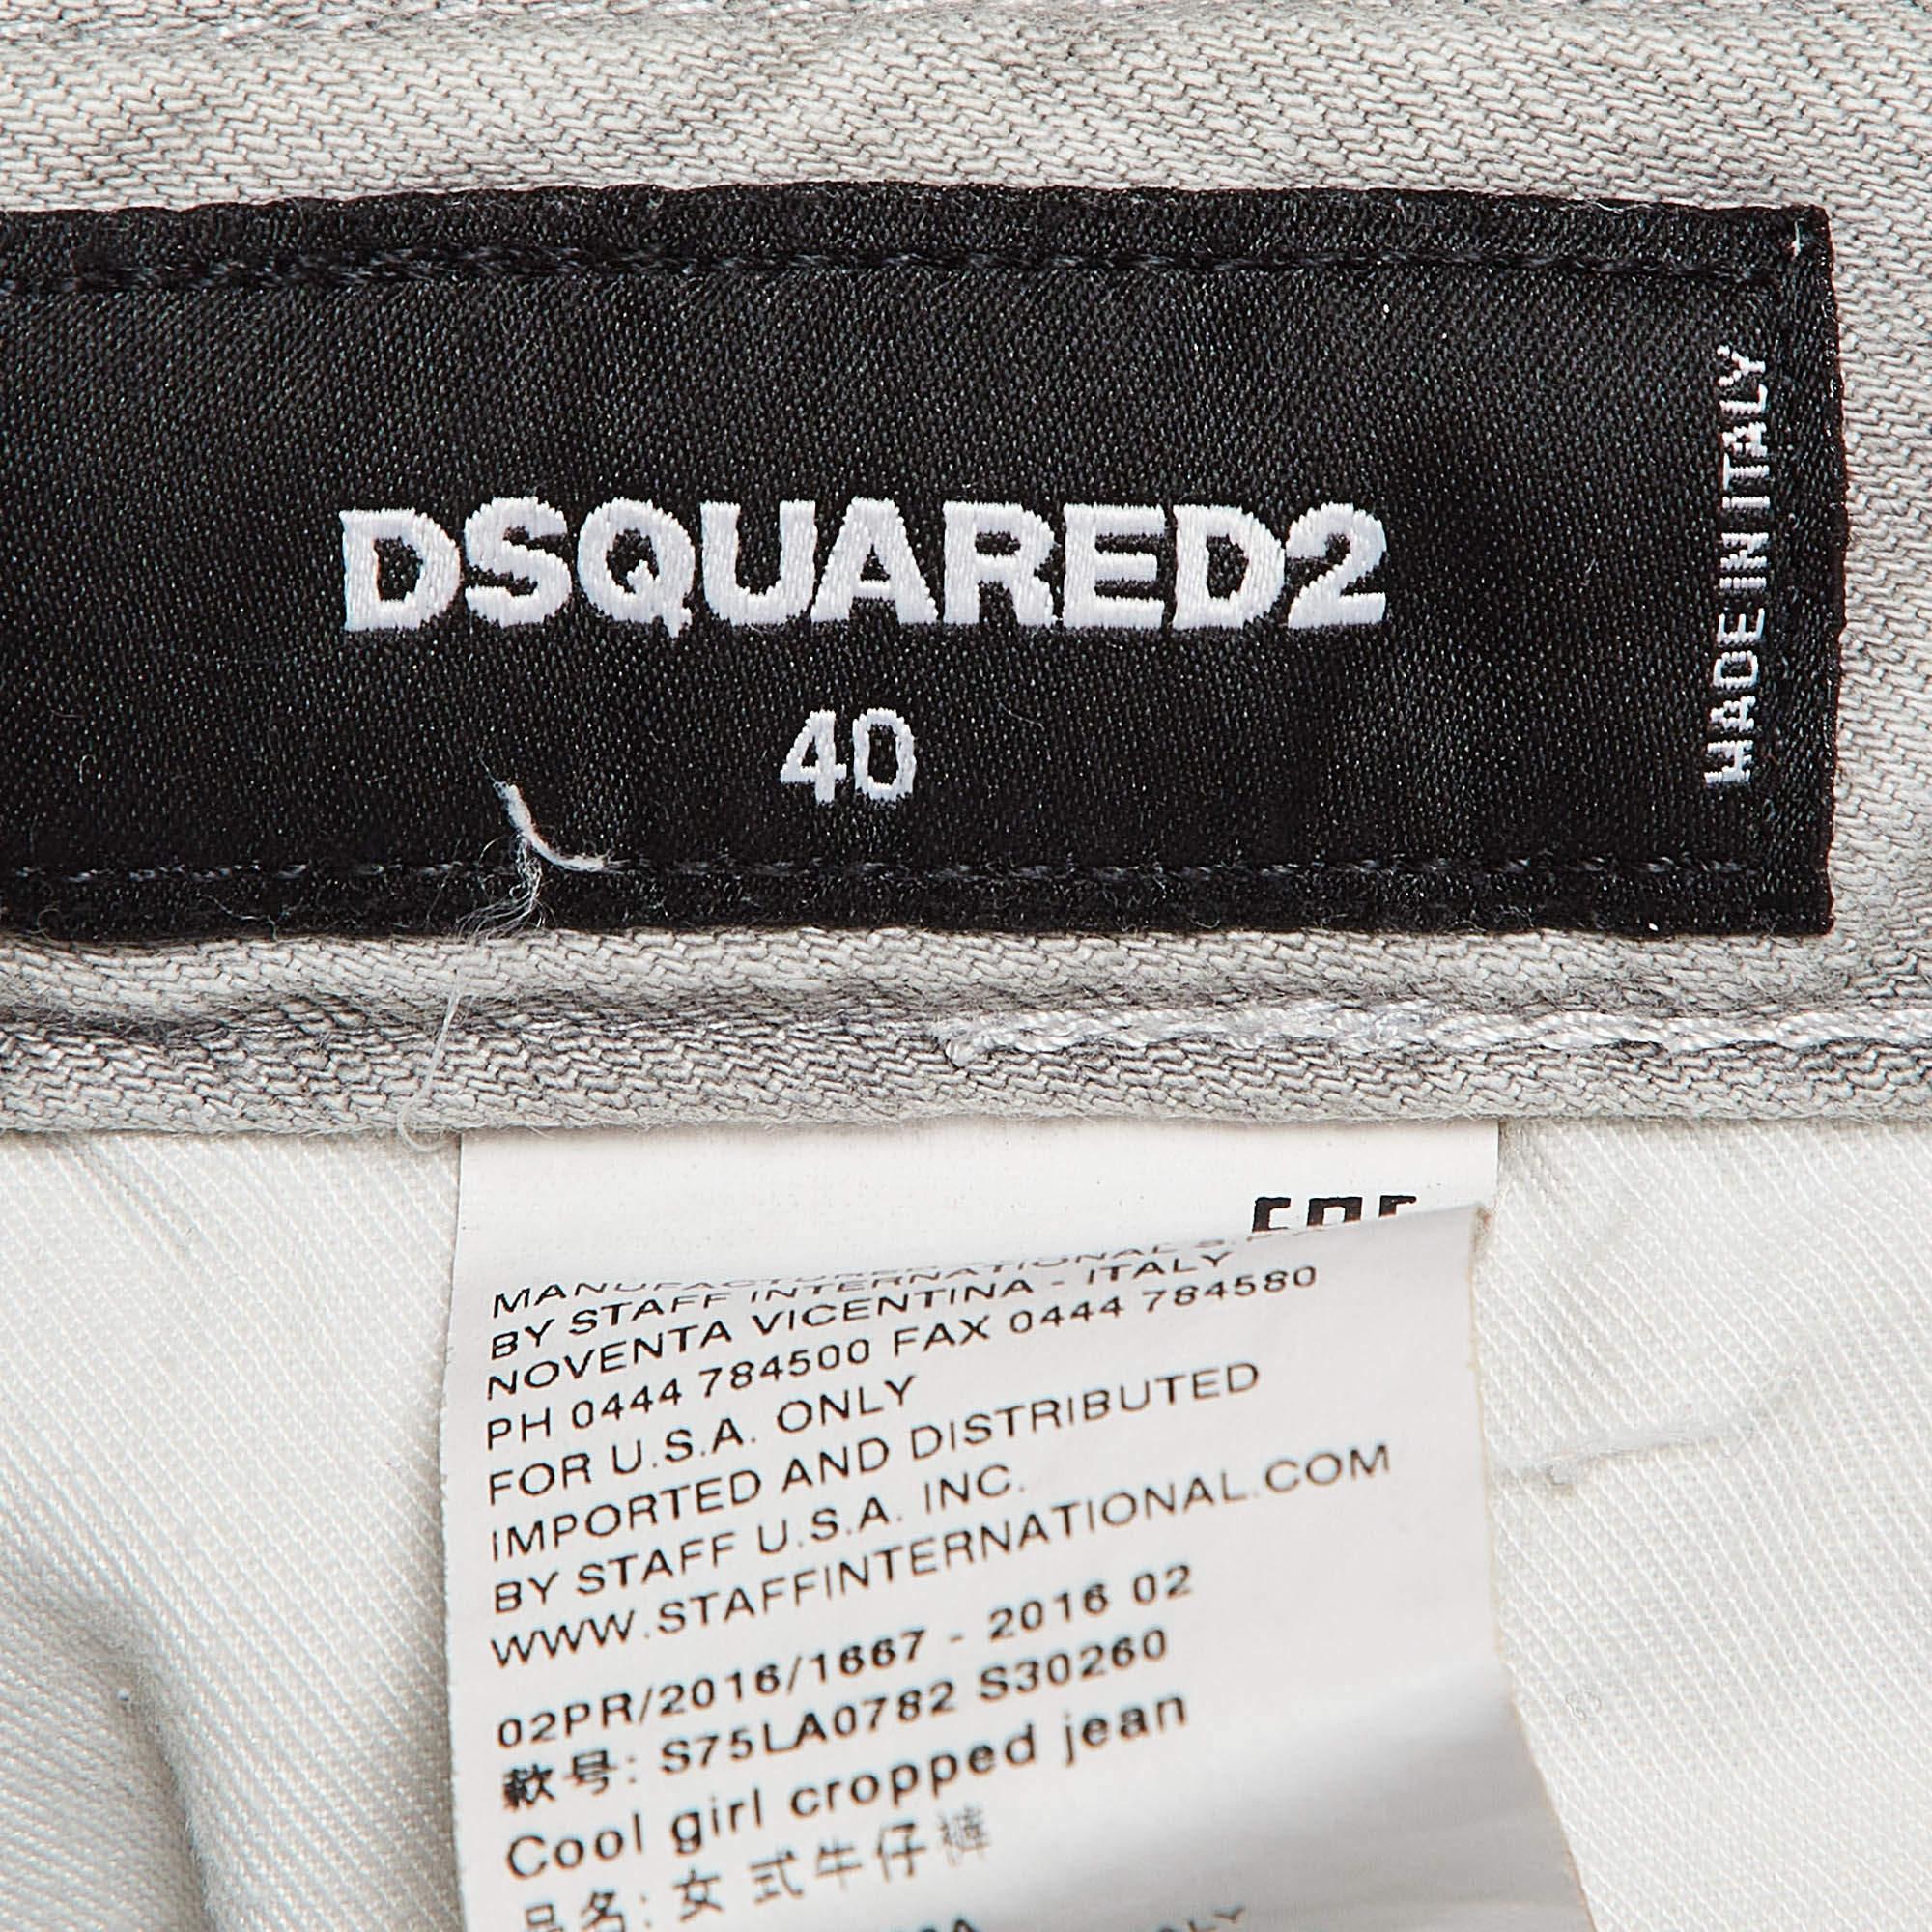 DSQUARED2
40
MADE IN ITALY
BY STAFF INTERNATIONAL
NOVENTA VICENTINA - ITALY
PH 0444 784500 FAX 0444 784580
FOR U.S.A. ONLY
IMPORTED AND DISTRIBUTED
BY STAFF U.S.A. INC.
WWW.STAFFINTERNATIONAL.COM
02PR/2016/1667 - 2016 02
款号: S75LA0782 S30260
Cool girl cropped jean
品名: 女式牛仔裤